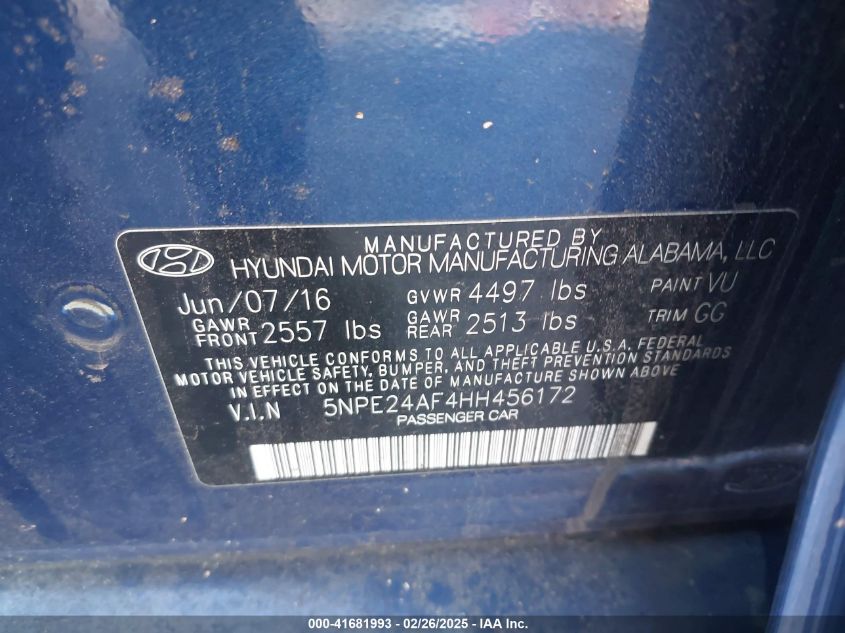 MANUFACTURED BY
HYUNDAI MOTOR MANUFACTURING ALABAMA, LLC
Jun/07/16 GVWR 4497 lbs PAINT VU
GAWR FRONT 2557 lbs GAWR REAR 2513 lbs TRIM GG
THIS VEHICLE CONFORMS TO ALL APPLICABLE U.S.A. FEDERAL
MOTOR VEHICLE SAFETY, BUMPER, AND THEFT PREVENTION STANDARDS
IN EFFECT ON THE DATE OF MANUFACTURE SHOWN ABOVE
V.I.N 5NPE24AF4HH456172
PASSENGER CAR
000-41681993 - 02/26/2025 - © IAA, Inc.